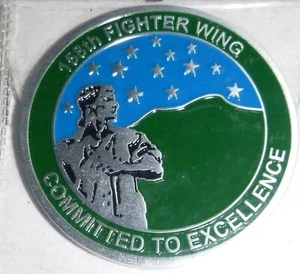 158th FIGHTER WING
COMMITTED TO EXCELLENCE